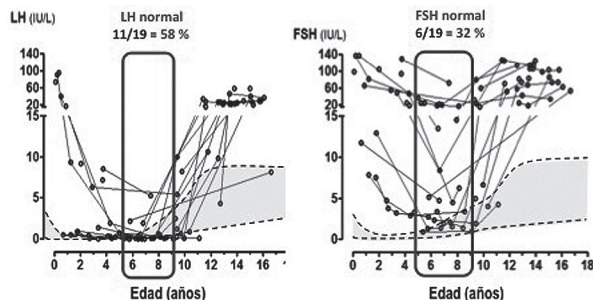 LH (IU/L)
LH normal
11/19 = 58 %
140
100
60
20
15
10
5
0
0 2 4 6 8 10 12 14 16
Edad (años)
FSH (IU/L)
FSH normal
6/19 = 32 %
140
100
60
20
15
10
5
0
0 2 4 6 8 10 12 14 16 18
Edad (años)